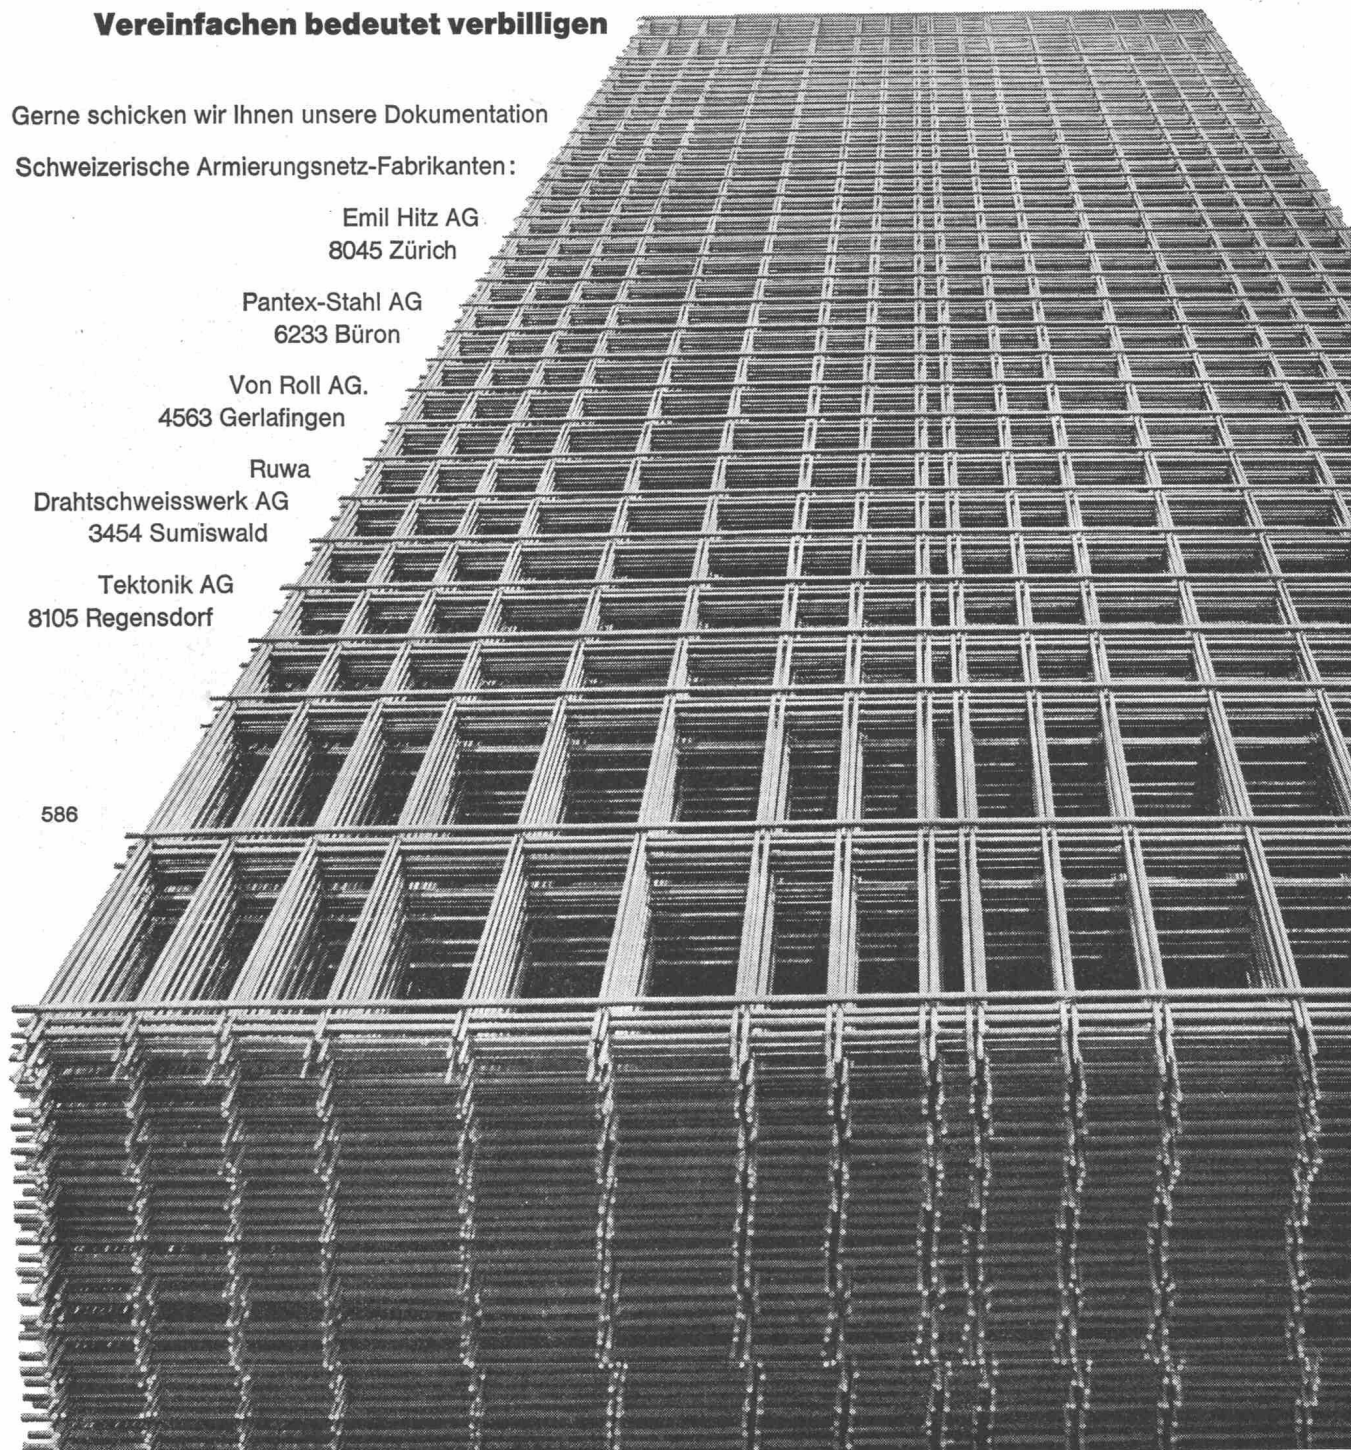 Vereinfachen bedeutet verbilligen
Gerne schicken wir Ihnen unsere Dokumentation
Schweizerische Armierungsnetz-Fabrikanten:
Emil Hitz AG
8045 Zürich
Pantex-Stahl AG
6233 Büron
Von Roll AG.
4563 Gerlafingen
Ruwa
Drahtschweisswerk AG
3454 Sumiswald
Tektonik AG
8105 Regensdorf
586